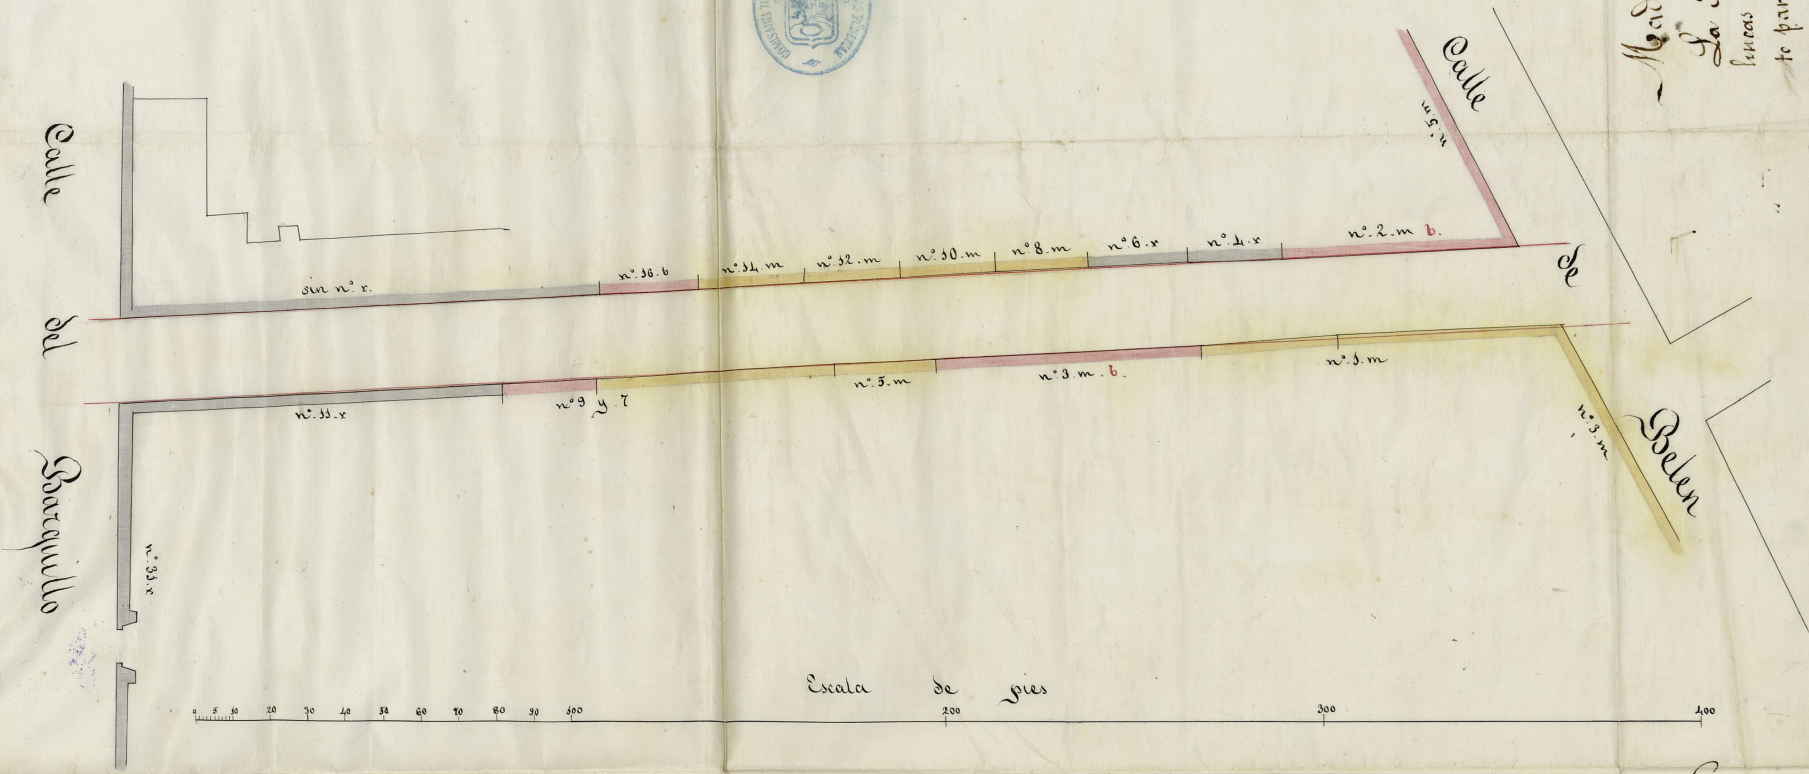 Calle
del
Barquillo
sin nº. r.
nº. 16. b
nº. 14. m
nº. 12. m
nº. 10. m
nº. 8. m
nº. 6. r
nº. 4. r
nº. 2. m b.
nº. 5. m
Calle
de
Belen
nº. 11. r
nº 9 y. 7
nº. 5. m
nº. 3. m. b.
nº. 1. m
nº. 3. m
nº. 31. r
Escala de pies
0 5 10 20 30 40 50 60 70 80 90 100 200 300 400
La
lineas